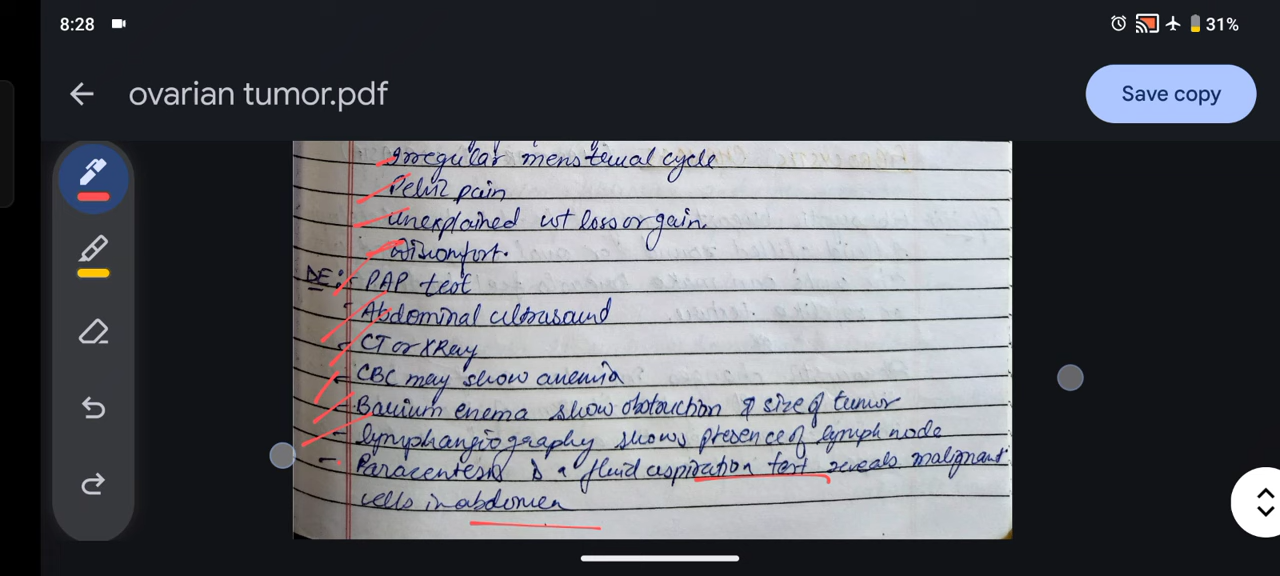 8:28
31%
ovarian tumor.pdf
Save copy
Irregular menstrual cycle
Pelvic pain
unexplained wt loss or gain.
discomfort.
DE:- PAP test
- Abdominal ultrasound
- CT or XRay
- CBC may show anemia
- Barium enema show obstruction & size of tumor
- lymphangiography shows presence of lymph node
- Paracentesis is a fluid aspiration test reveals malignant
cells in abdomen